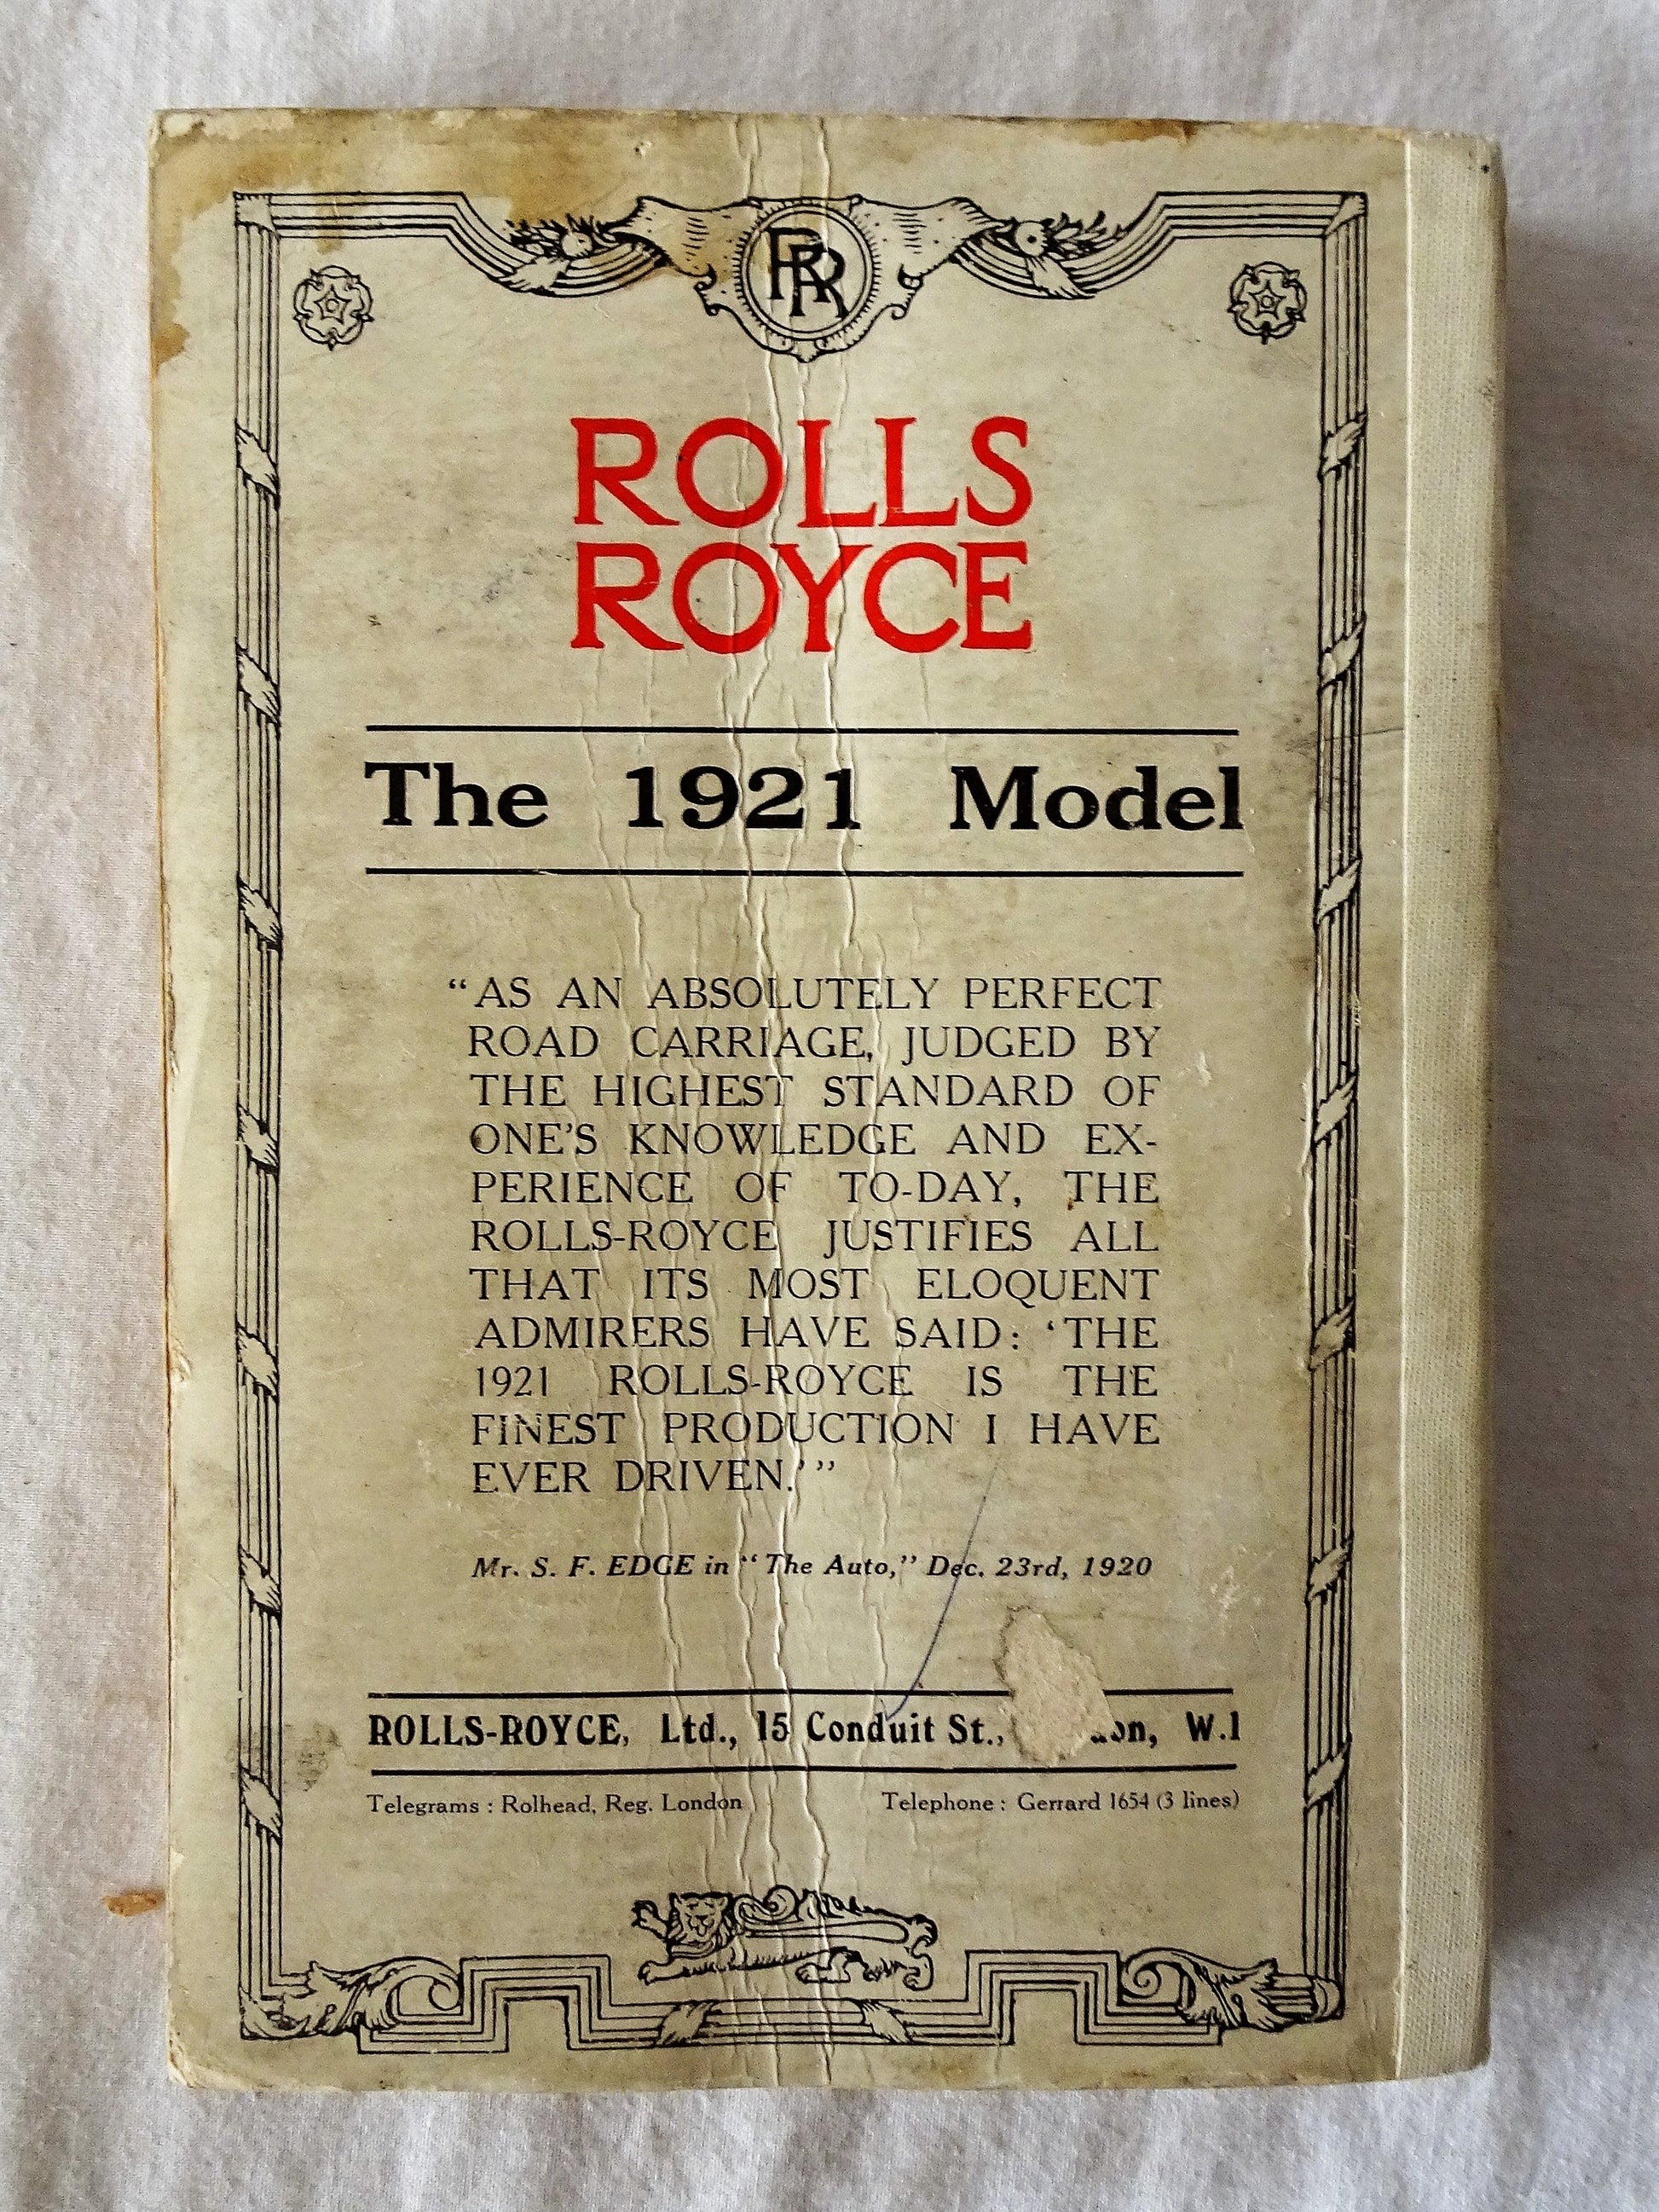 RR
ROLLS
ROYCE
The 1921 Model
“AS AN ABSOLUTELY PERFECT
ROAD CARRIAGE, JUDGED BY
THE HIGHEST STANDARD OF
ONE’S KNOWLEDGE AND EX-
PERIENCE OF TO-DAY, THE
ROLLS-ROYCE JUSTIFIES ALL
THAT ITS MOST ELOQUENT
ADMIRERS HAVE SAID: ‘THE
1921 ROLLS-ROYCE IS THE
FINEST PRODUCTION I HAVE
EVER DRIVEN.’”
Mr. S. F. EDGE in “The Auto,” Dec. 23rd, 1920
ROLLS-ROYCE, Ltd., 15 Conduit St., W.1
Telegrams : Rolhead, Reg. London Telephone : Gerrard 1654 (3 lines)